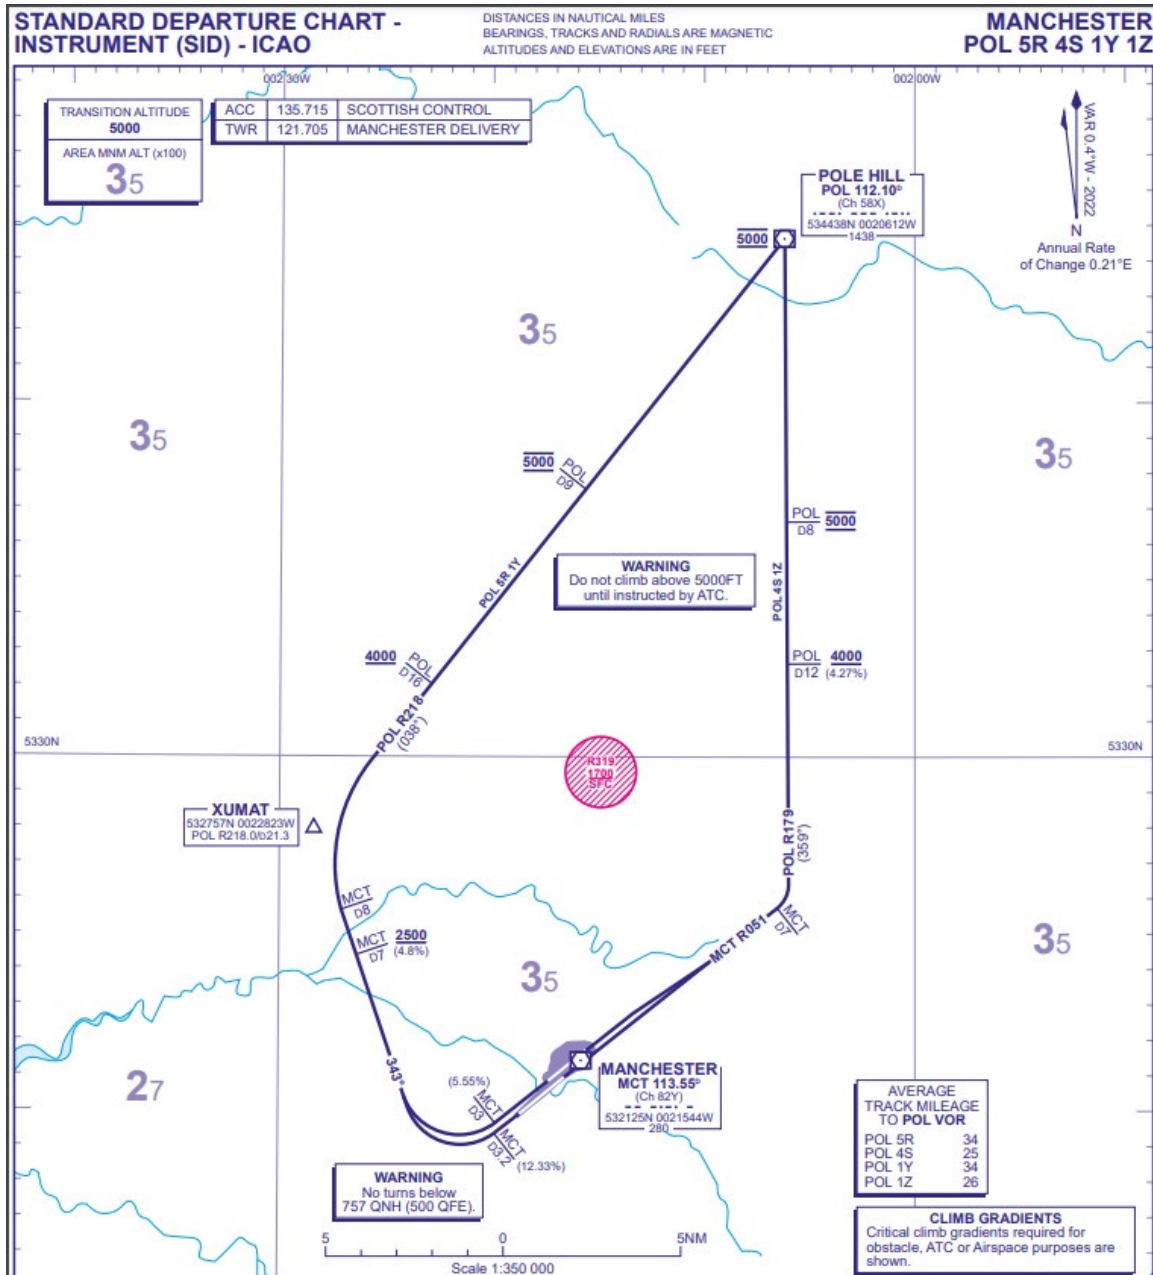 STANDARD DEPARTURE CHART -
INSTRUMENT (SID) - ICAO
DISTANCES IN NAUTICAL MILES
BEARINGS, TRACKS AND RADIALS ARE MAGNETIC
ALTITUDES AND ELEVATIONS ARE IN FEET
MANCHESTER
POL 5R 4S 1Y 1Z
002 30W
002 00W
TRANSITION ALTITUDE
5000
AREA MNM ALT (x100)
35
ACC 135.715 SCOTTISH CONTROL
TWR 121.705 MANCHESTER DELIVERY
VAR 0.4°W - 2022
N
Annual Rate
of Change 0.21°E
POLE HILL
POL 112.10ᴰ
(Ch 58X)
534438N 0020612W
1438
5000
35
35
35
5000 POL
D9
POL
D8 5000
WARNING
Do not climb above 5000FT
until instructed by ATC.
POL 5R 1Y
POL 4S 1Z
4000 POL
D16
POL 4000
D12 (4.27%)
POL R218
(038°)
5330N
5330N
R319
1700
SFC
XUMAT
532757N 0022823W
POL R218.0/D21.3
POL R179
(359°)
MCT
D8
MCT 2500
D7 (4.8%)
MCT
D7
MCT R051
35
35
27
343°
(5.55%)
MCT
D3
MCT
D3.2 (12.33%)
MANCHESTER
MCT 113.55ᴰ
(Ch 82Y)
532125N 0021544W
280
AVERAGE
TRACK MILEAGE
TO POL VOR
POL 5R 34
POL 4S 25
POL 1Y 34
POL 1Z 26
WARNING
No turns below
757 QNH (500 QFE).
CLIMB GRADIENTS
Critical climb gradients required for
obstacle, ATC or Airspace purposes are
shown.
5 0 5NM
Scale 1:350 000